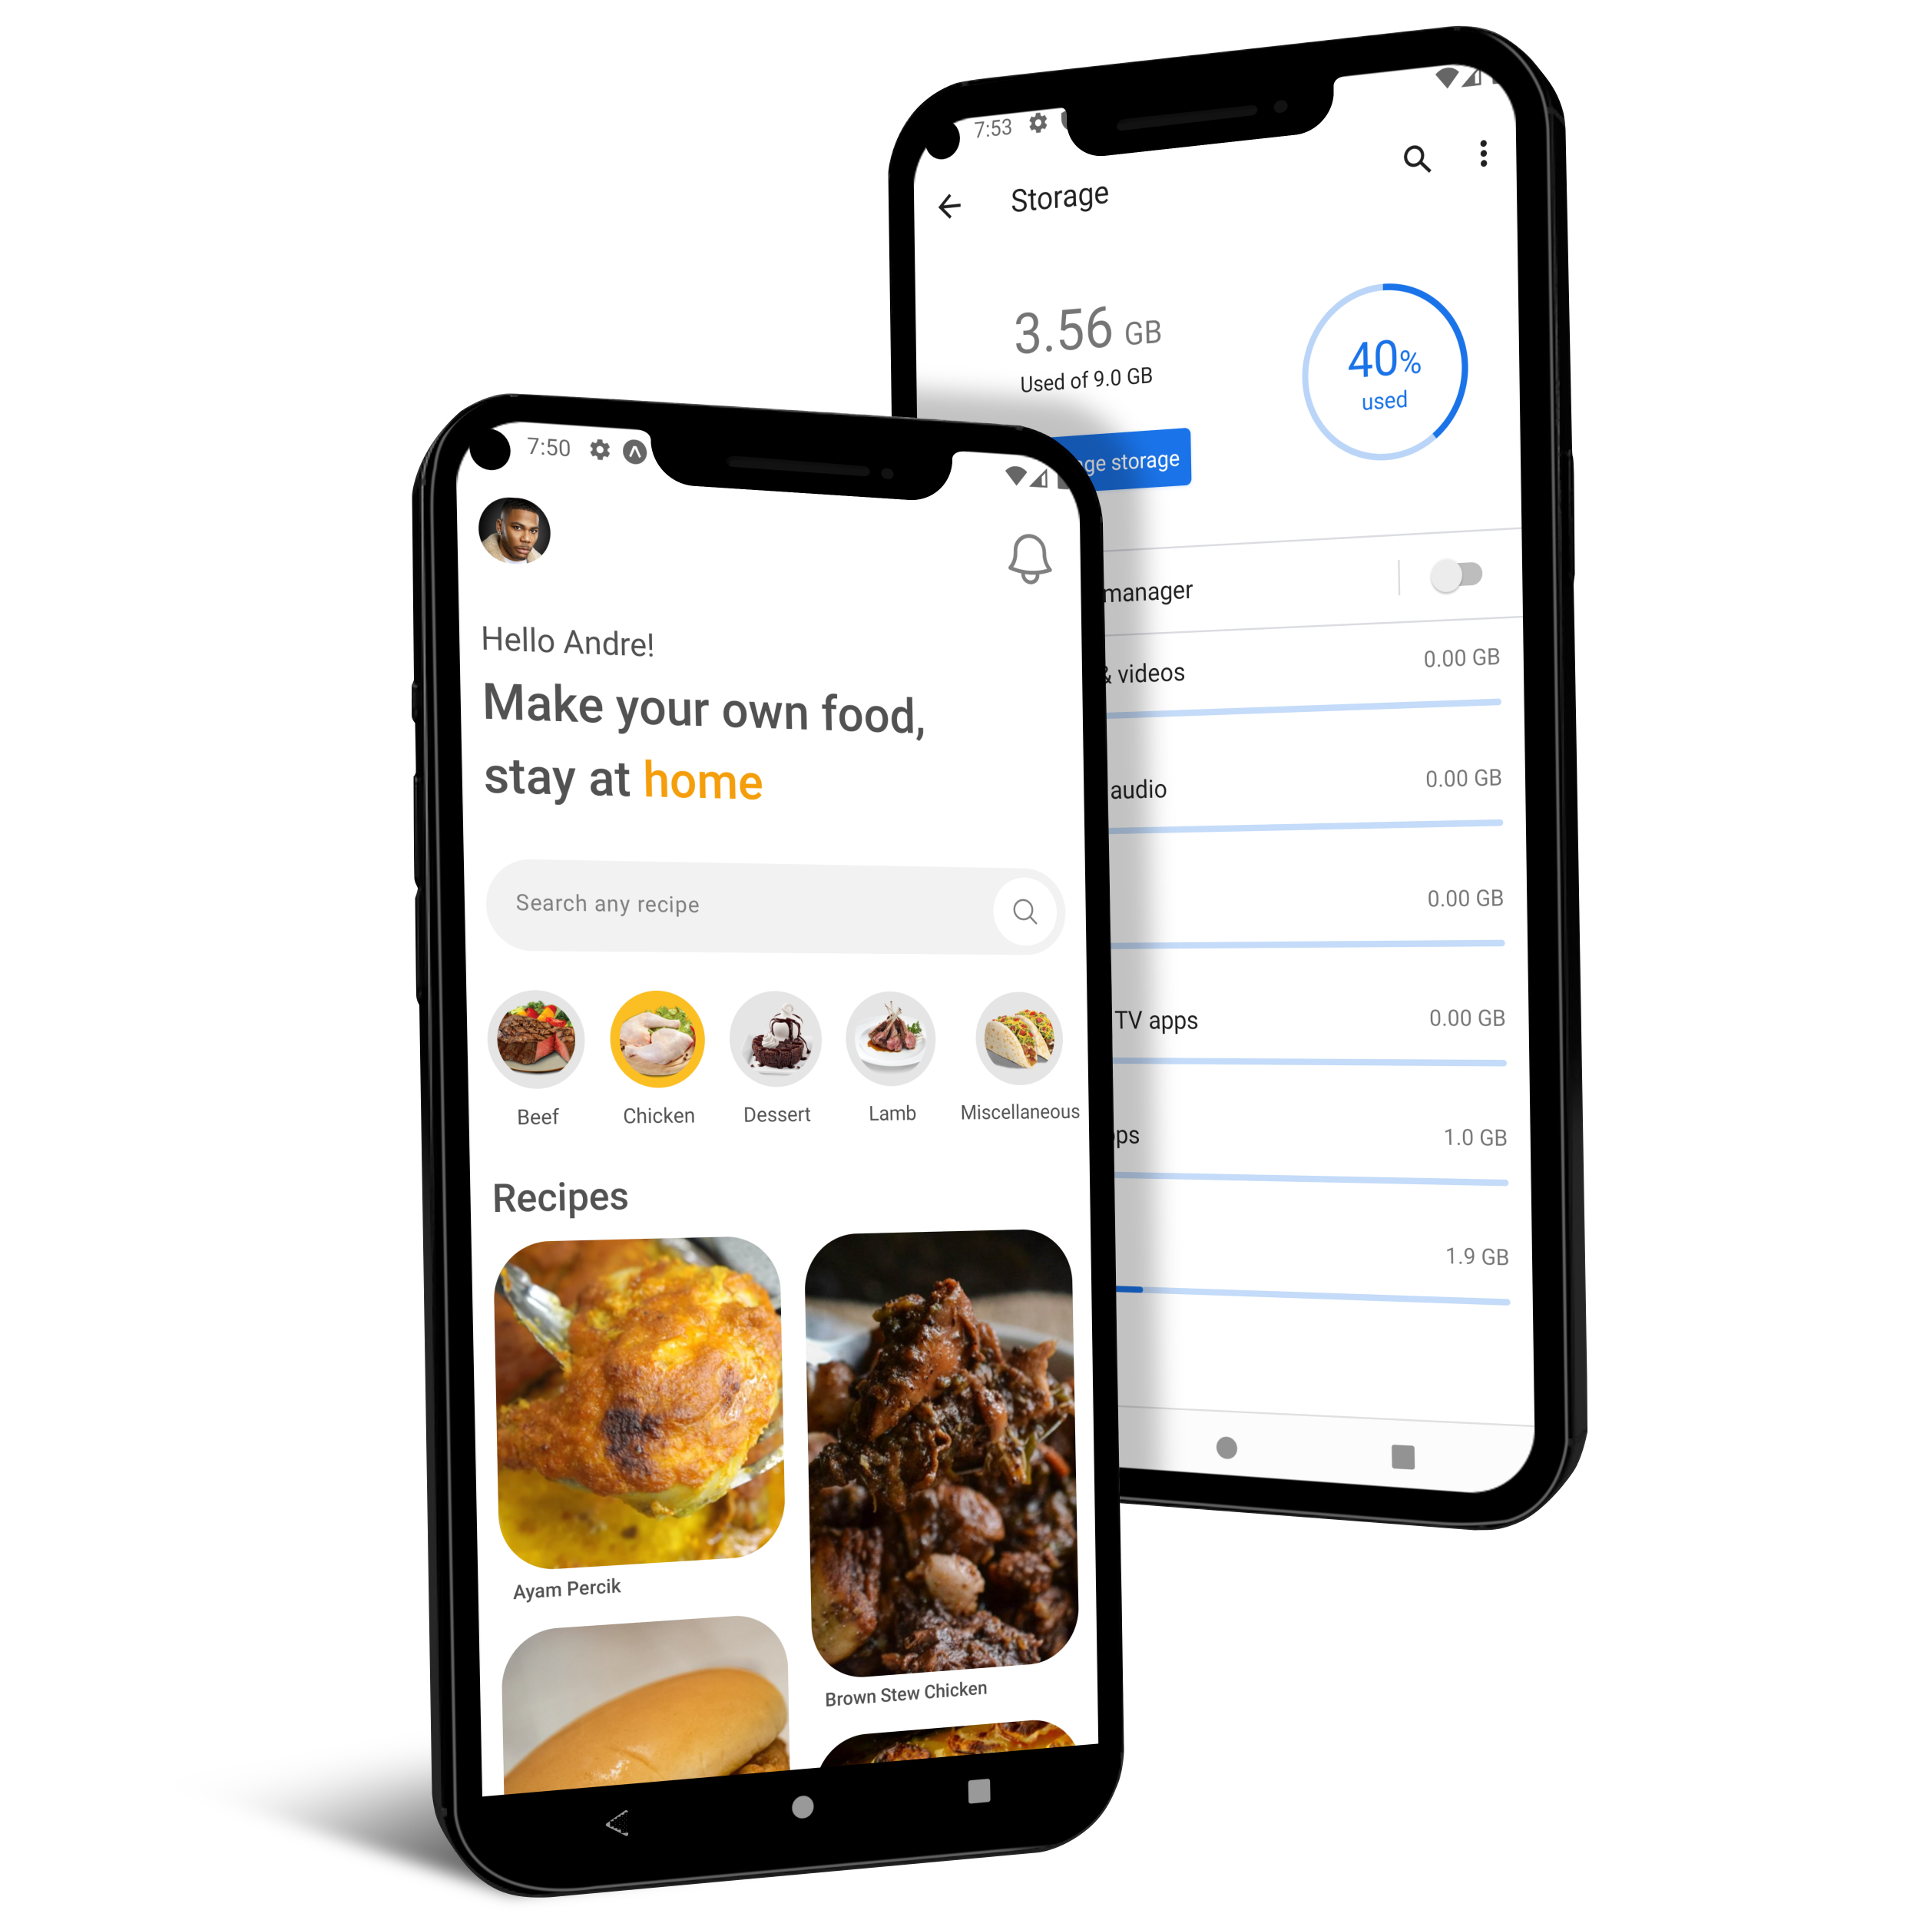 7:50
Hello Andre!
Make your own food,
stay at home
Search any recipe
Beef
Chicken
Dessert
Lamb
Miscellaneous
Recipes
Ayam Percik
Brown Stew Chicken
7:53
Storage
3.56 GB
Used of 9.0 GB
40%
used
storage
manager
& videos
0.00 GB
audio
0.00 GB
0.00 GB
TV apps
0.00 GB
1.0 GB
1.9 GB